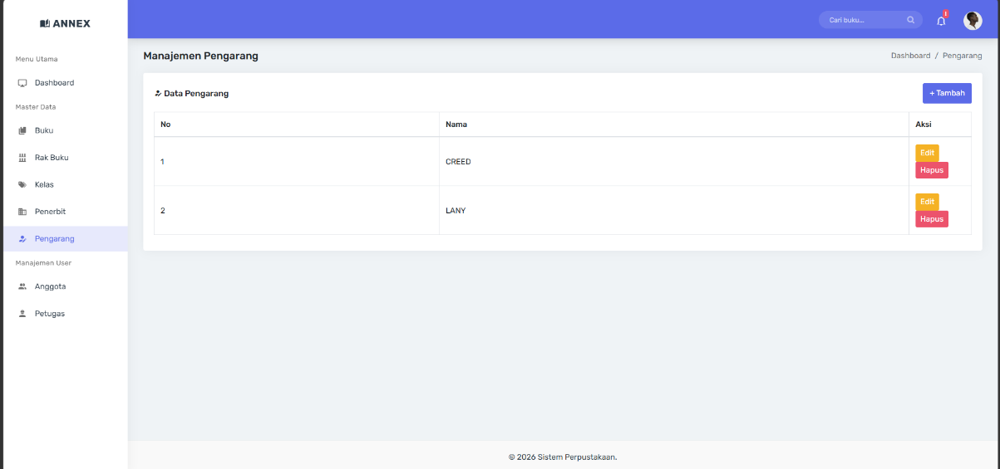 ANNEX
Cari buku...
1
Menu Utama
Dashboard
Master Data
Buku
Rak Buku
Kelas
Penerbit
Pengarang
Manajemen User
Anggota
Petugas
Manajemen Pengarang
Dashboard / Pengarang
Data Pengarang
+ Tambah
No Nama Aksi
1 CREED Edit
Hapus
2 LANY Edit
Hapus
© 2026 Sistem Perpustakaan.